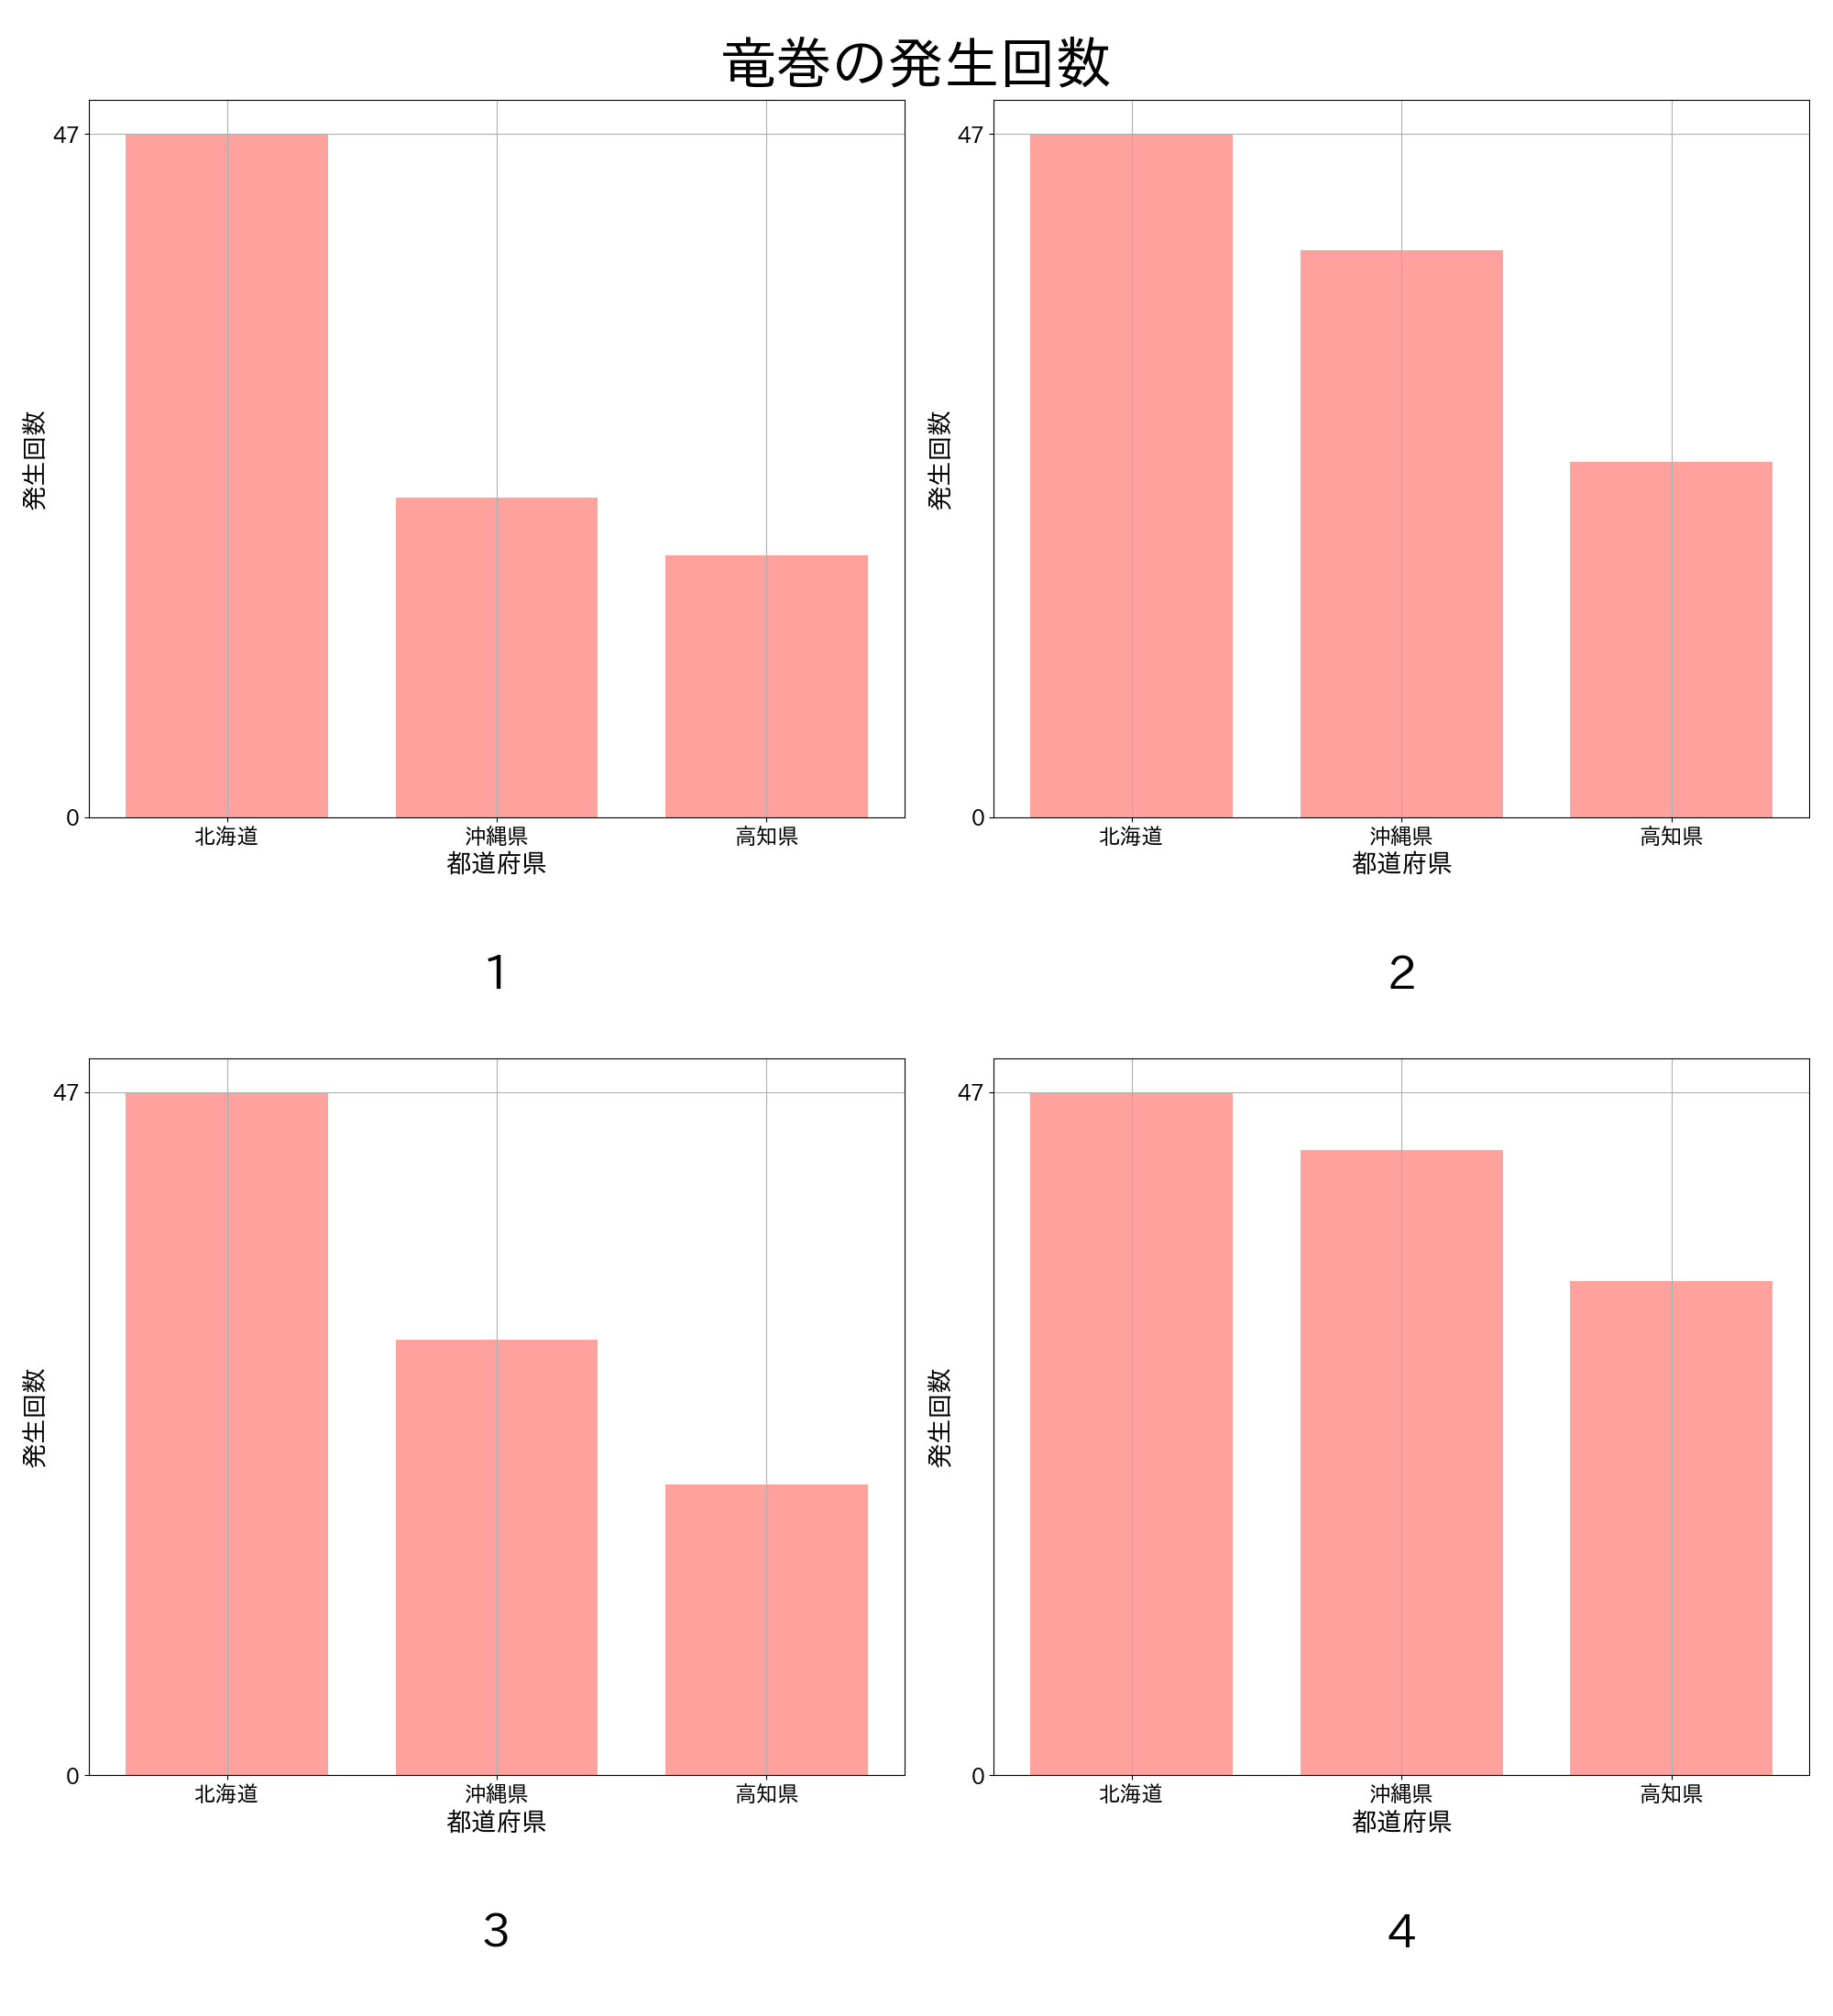 竜巻の発生回数
47
0
発生回数
北海道
沖縄県
高知県
都道府県
1
47
0
発生回数
北海道
沖縄県
高知県
都道府県
2
47
0
発生回数
北海道
沖縄県
高知県
都道府県
3
47
0
発生回数
北海道
沖縄県
高知県
都道府県
4